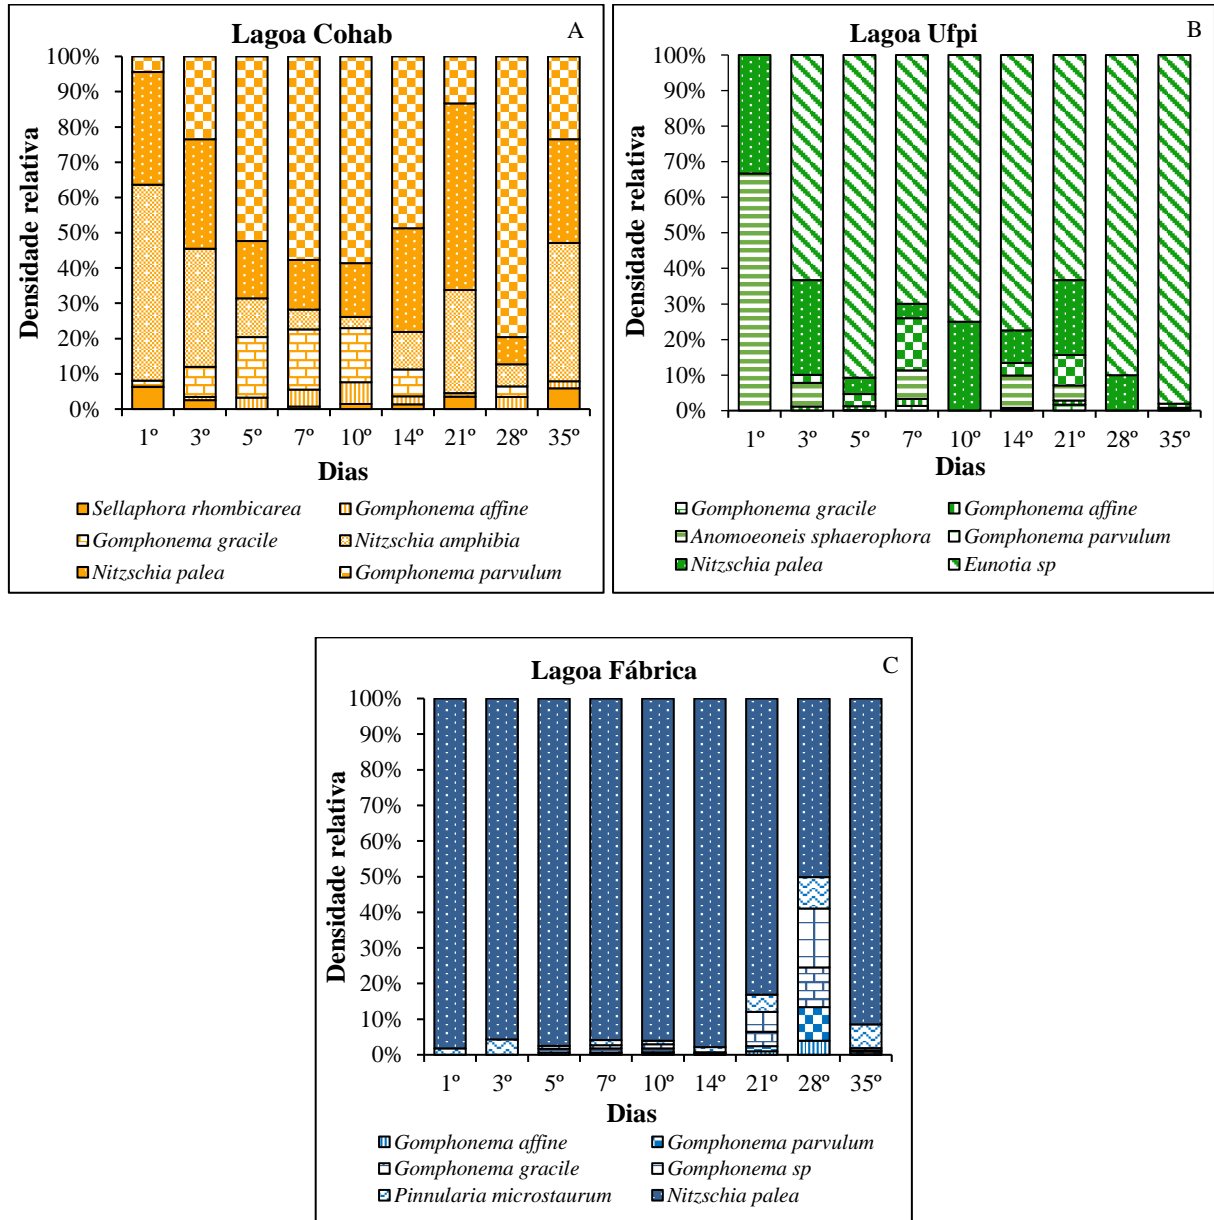 Lagoa Cohab
A
Densidade relativa
100%
90%
80%
70%
60%
50%
40%
30%
20%
10%
0%
1º 3º 5º 7º 10º 14º 21º 28º 35º
Dias
Sellaphora rhombicarea Gomphonema affine
Gomphonema gracile Nitzschia amphibia
Nitzschia palea Gomphonema parvulum
Lagoa Ufpi
B
Densidade relativa
100%
90%
80%
70%
60%
50%
40%
30%
20%
10%
0%
1º 3º 5º 7º 10º 14º 21º 28º 35º
Dias
Gomphonema gracile Gomphonema affine
Anomoeoneis sphaerophora Gomphonema parvulum
Nitzschia palea Eunotia sp
Lagoa Fábrica
C
Densidade relativa
100%
90%
80%
70%
60%
50%
40%
30%
20%
10%
0%
1º 3º 5º 7º 10º 14º 21º 28º 35º
Dias
Gomphonema affine Gomphonema parvulum
Gomphonema gracile Gomphonema sp
Pinnularia microstaurum Nitzschia palea